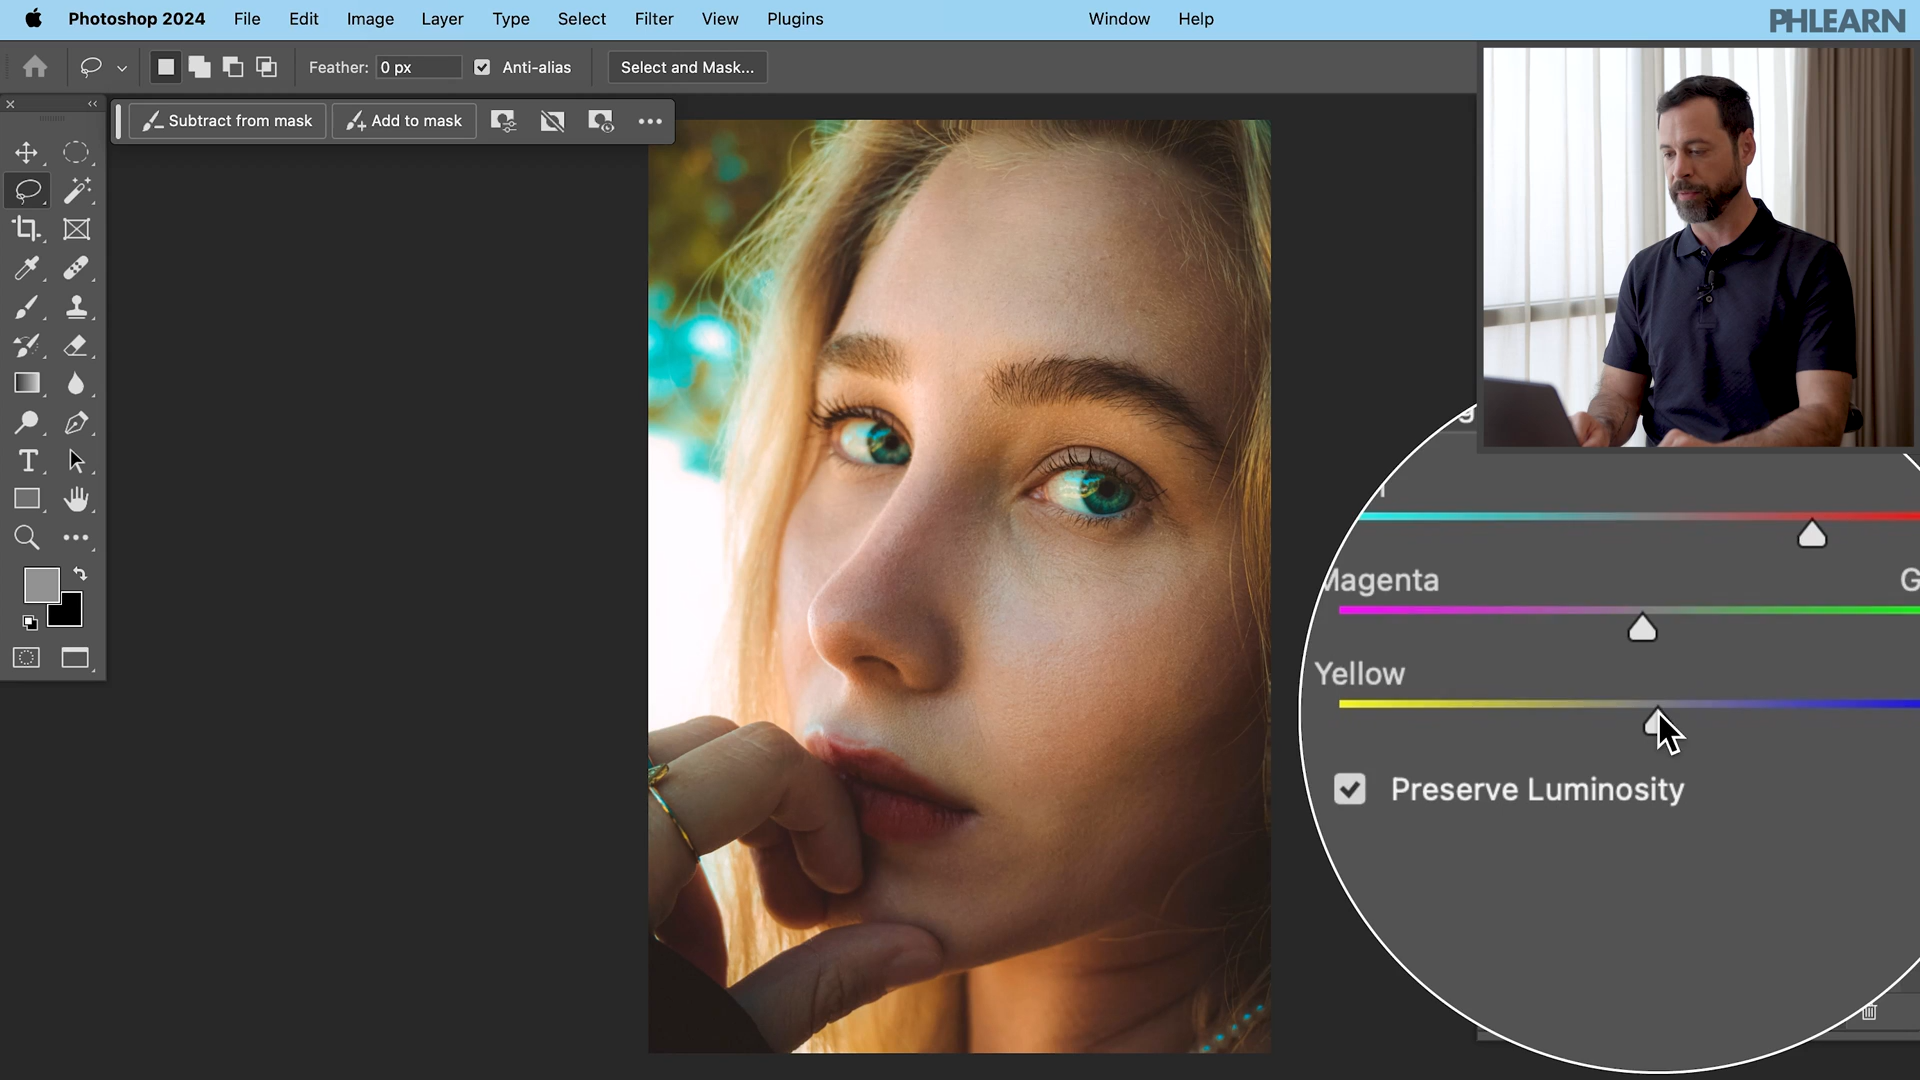 Photoshop 2024 File Edit Image Layer Type Select Filter View Plugins Window Help
PHLEARN
Feather: 0 px Anti-alias Select and Mask...
Subtract from mask Add to mask
Magenta
Yellow
Preserve Luminosity